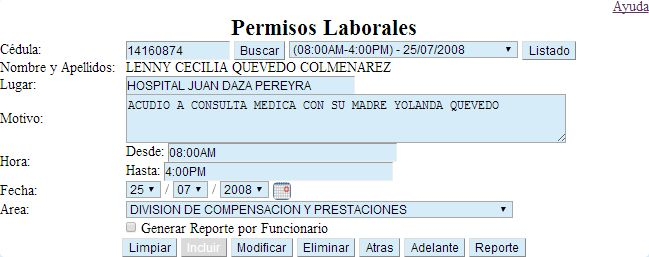 Ayuda
Permisos Laborales
Cédula: 14160874 Buscar (08:00AM-4:00PM) - 25/07/2008 Listado
Nombre y Apellidos: LENNY CECILIA QUEVEDO COLMENAREZ
Lugar: HOSPITAL JUAN DAZA PEREYRA
Motivo: ACUDIO A CONSULTA MEDICA CON SU MADRE YOLANDA QUEVEDO
Hora: Desde: 08:00AM
Hasta: 4:00PM
Fecha: 25 / 07 / 2008
Area: DIVISION DE COMPENSACION Y PRESTACIONES
Generar Reporte por Funcionario
Limpiar Incluir Modificar Eliminar Atras Adelante Reporte